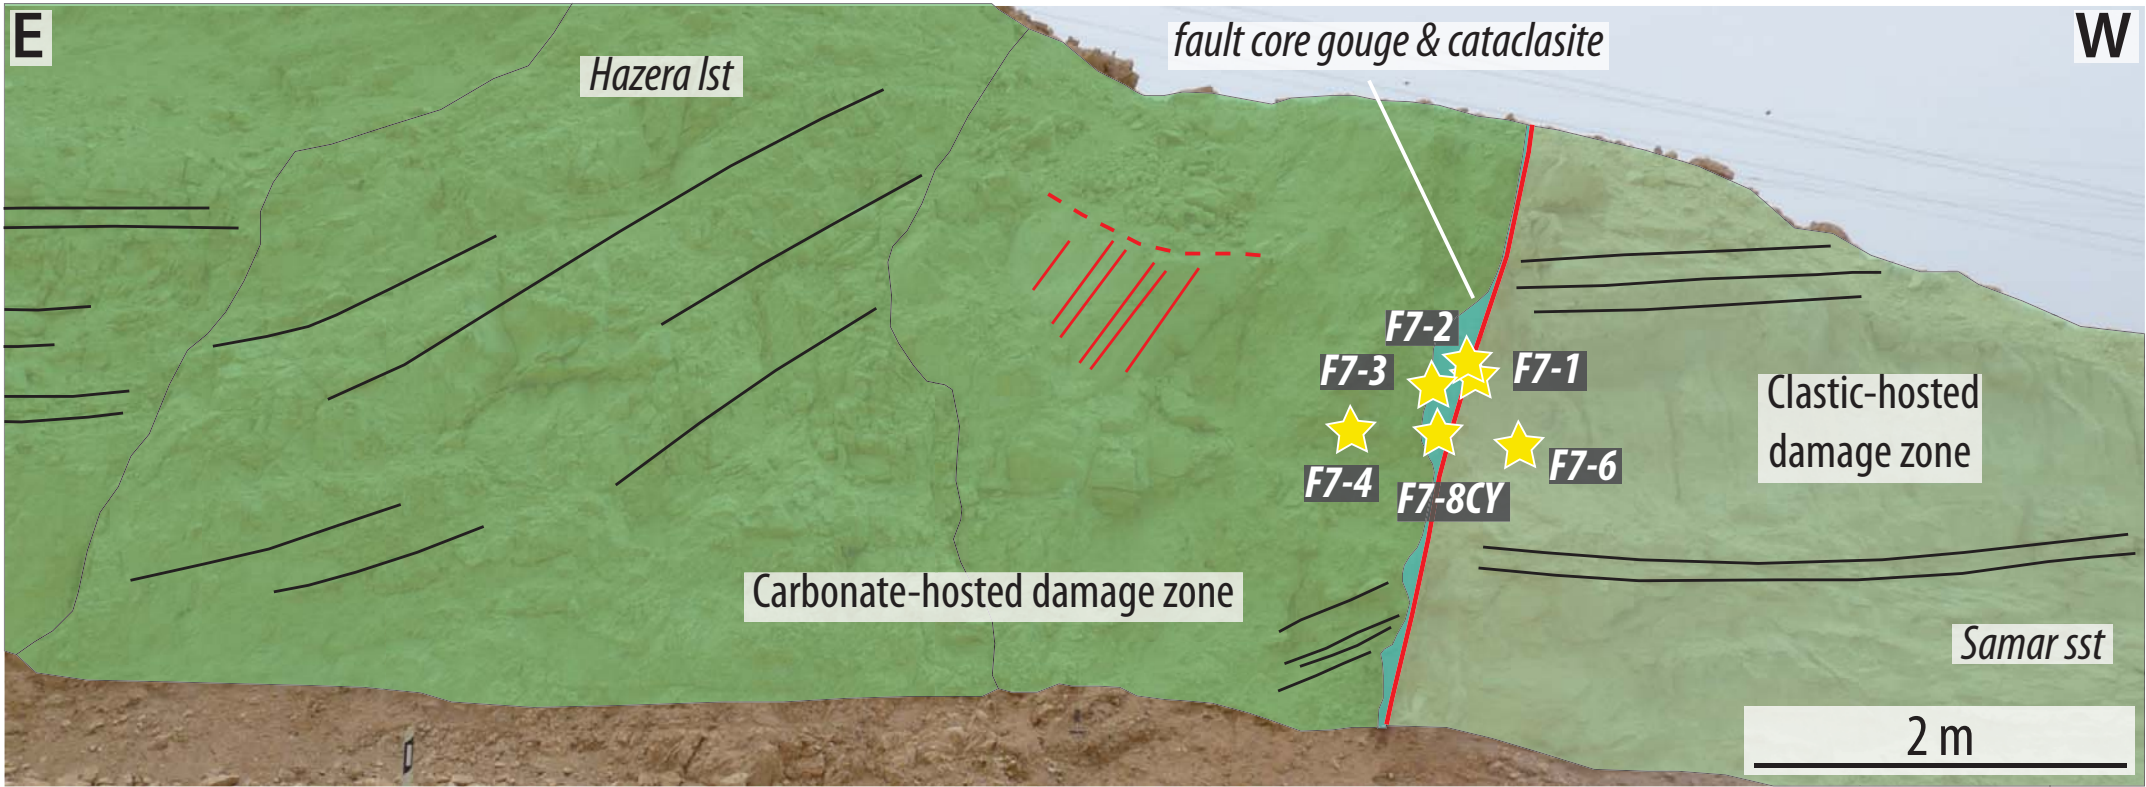 E
fault core gouge & cataclasite
W
Hazera lst
F7-2
F7-3
F7-1
Clastic-hosted
damage zone
F7-4
F7-6
F7-8CY
Carbonate-hosted damage zone
Samar sst
2 m